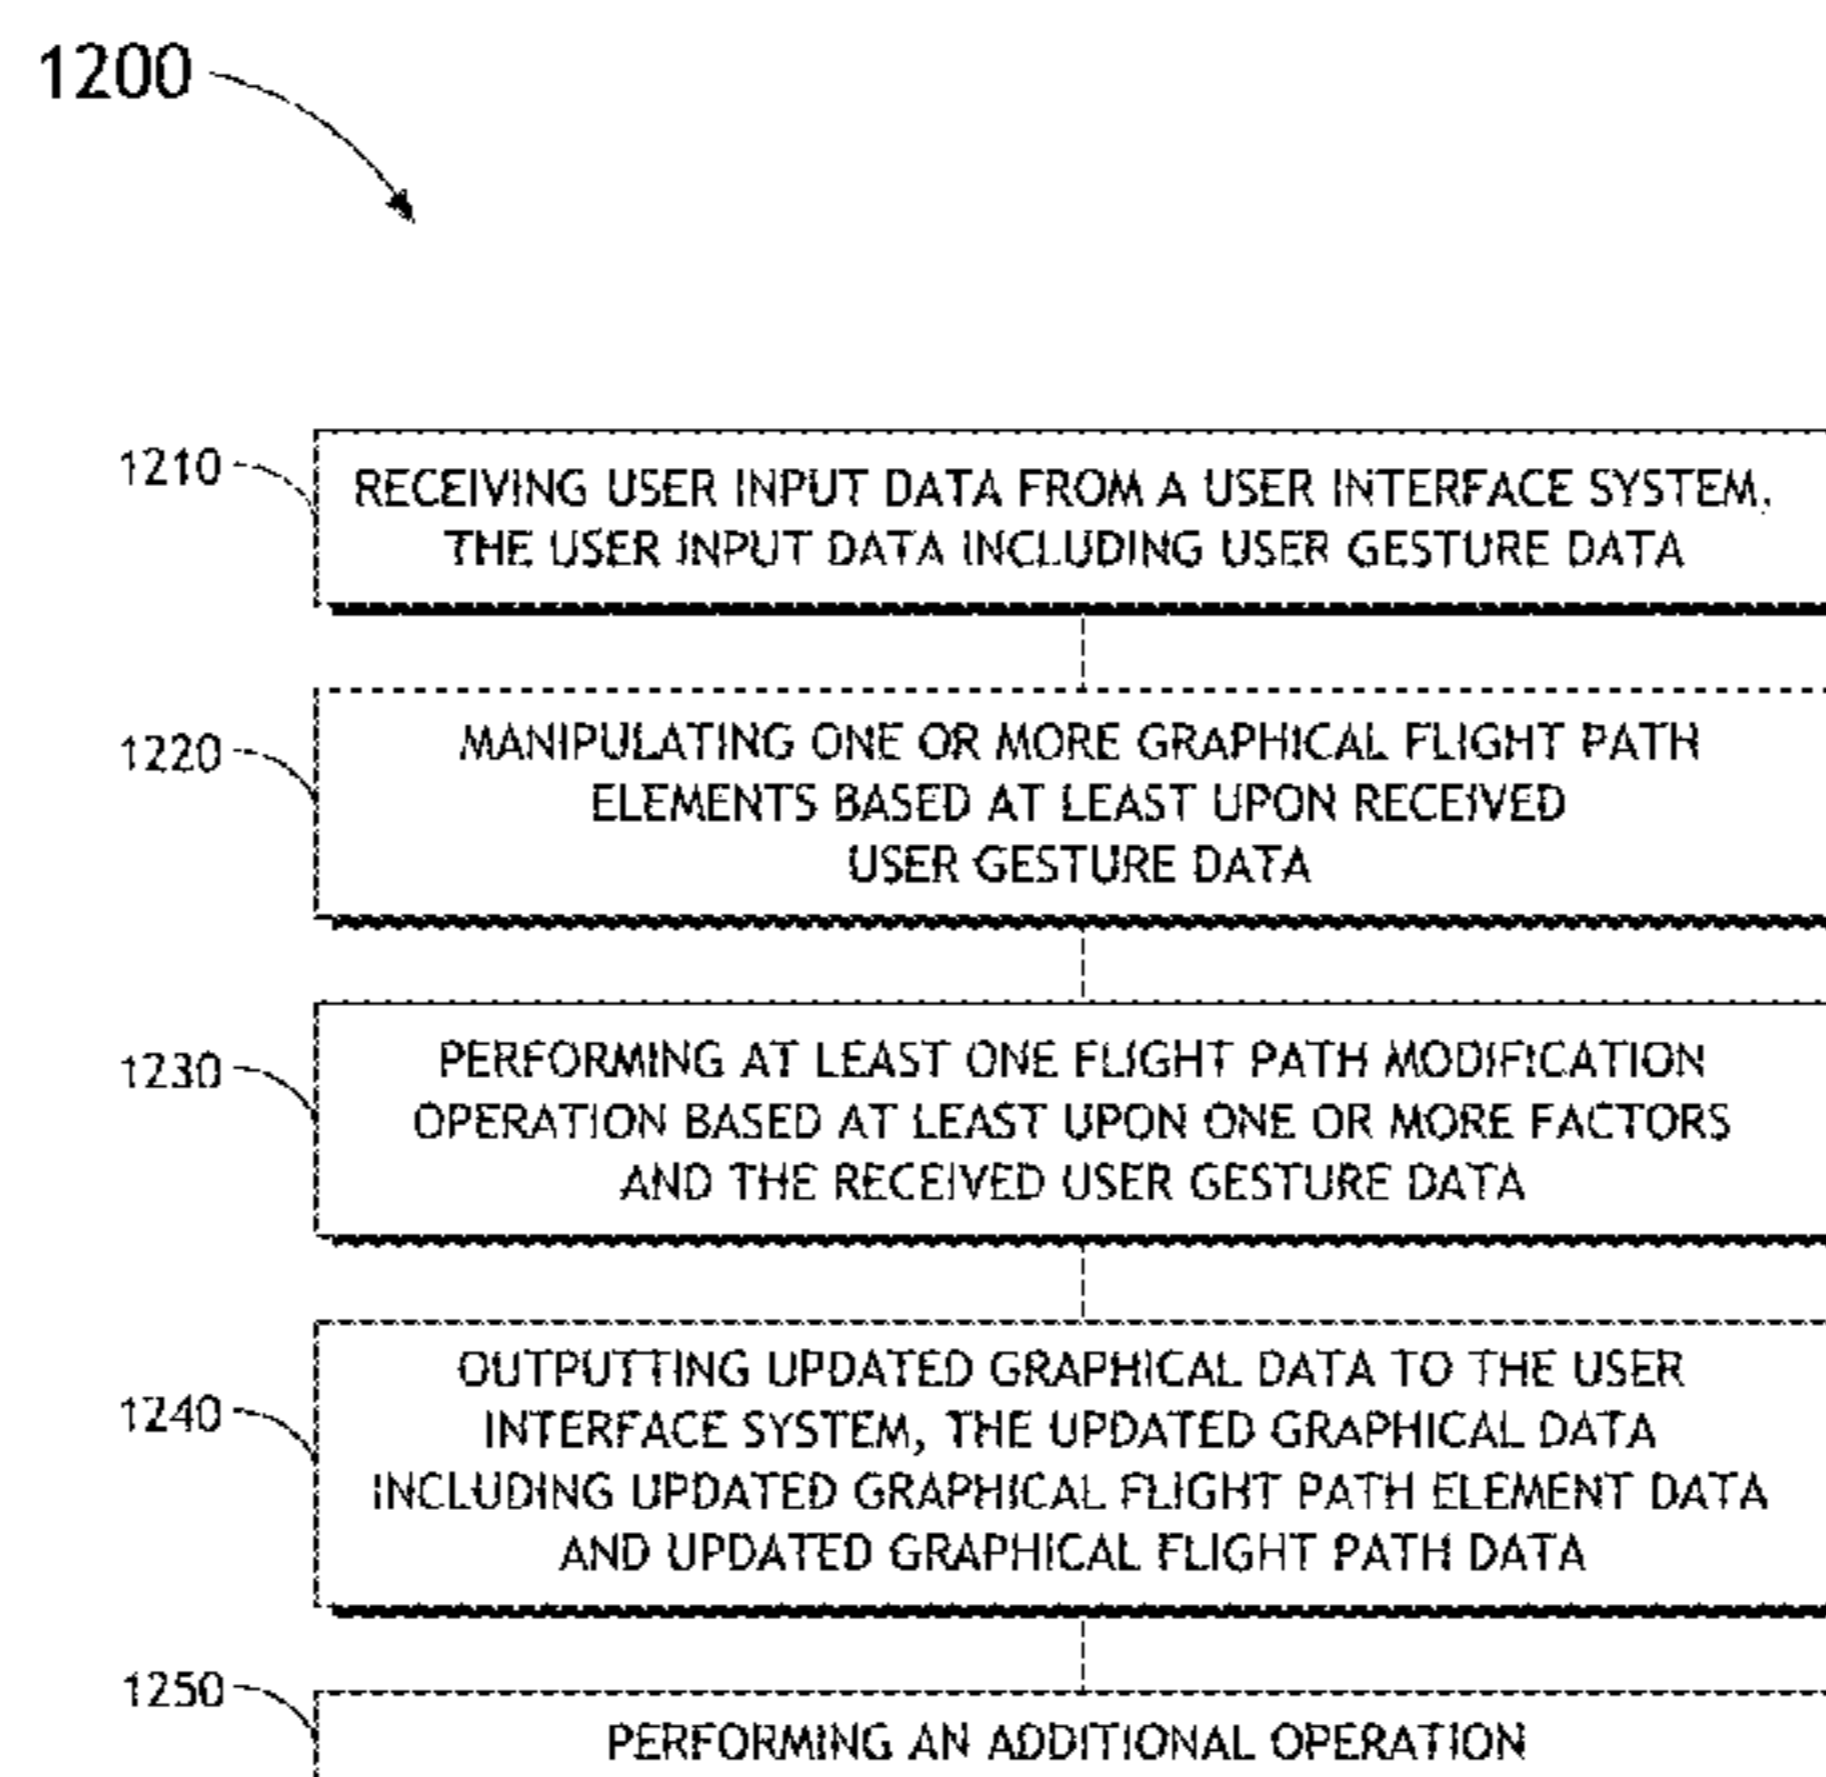 1200
1210
RECEIVING USER INPUT DATA FROM A USER INTERFACE SYSTEM,
THE USER INPUT DATA INCLUDING USER GESTURE DATA
1220
MANIPULATING ONE OR MORE GRAPHICAL FLIGHT PATH
ELEMENTS BASED AT LEAST UPON RECEIVED
USER GESTURE DATA
1230
PERFORMING AT LEAST ONE FLIGHT PATH MODIFICATION
OPERATION BASED AT LEAST UPON ONE OR MORE FACTORS
AND THE RECEIVED USER GESTURE DATA
1240
OUTPUTTING UPDATED GRAPHICAL DATA TO THE USER
INTERFACE SYSTEM, THE UPDATED GRAPHICAL DATA
INCLUDING UPDATED GRAPHICAL FLIGHT PATH ELEMENT DATA
AND UPDATED GRAPHICAL FLIGHT PATH DATA
1250
PERFORMING AN ADDITIONAL OPERATION